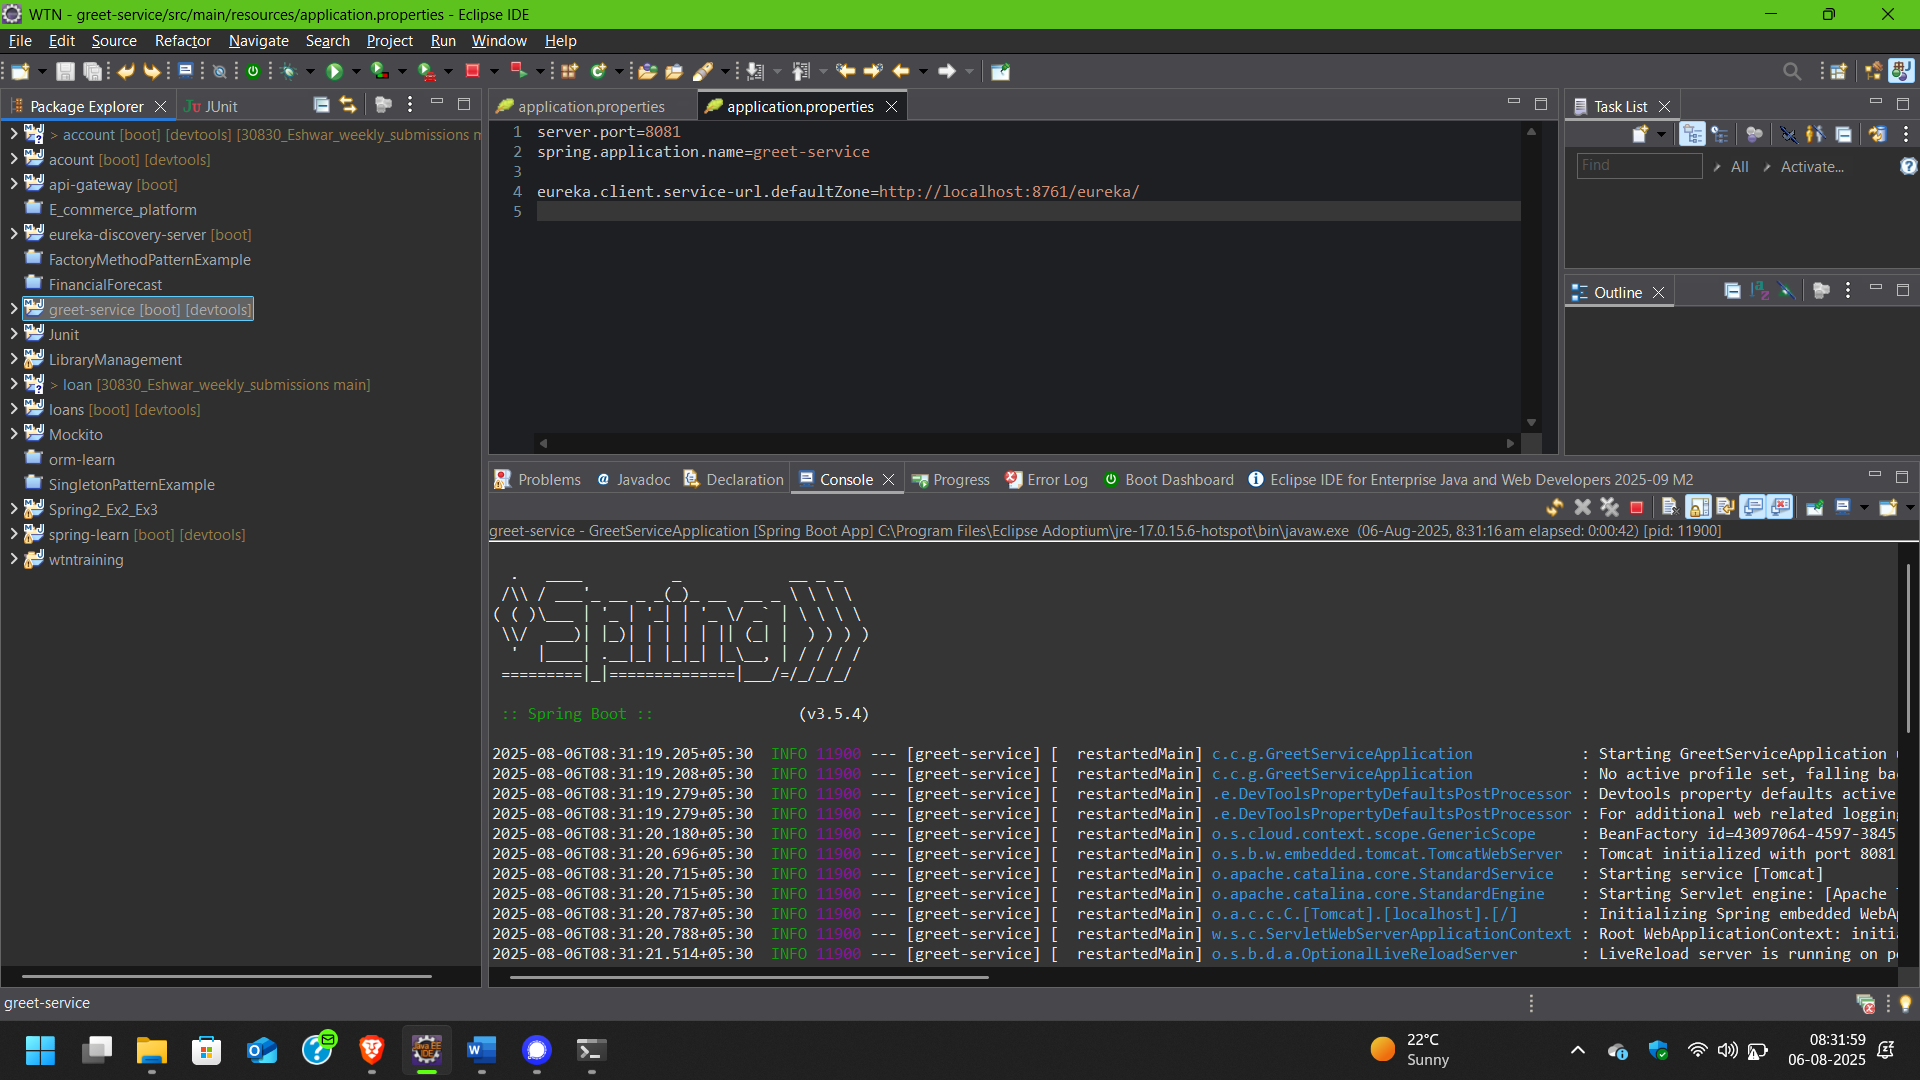 WTN - greet-service/src/main/resources/application.properties - Eclipse IDE
File Edit Source Refactor Navigate Search Project Run Window Help
Package Explorer
JUnit
> account [boot] [devtools] [30830_Eshwar_weekly_submissions m
acount [boot] [devtools]
api-gateway [boot]
E_commerce_platform
eureka-discovery-server [boot]
FactoryMethodPatternExample
FinancialForecast
greet-service [boot] [devtools]
Junit
LibraryManagement
> loan [30830_Eshwar_weekly_submissions main]
loans [boot] [devtools]
Mockito
orm-learn
SingletonPatternExample
Spring2_Ex2_Ex3
spring-learn [boot] [devtools]
wtntraining
application.properties
application.properties
1 server.port=8081
2 spring.application.name=greet-service
3
4 eureka.client.service-url.defaultZone=http://localhost:8761/eureka/
5
Task List
Find
All
Activate...
Outline
Problems
Javadoc
Declaration
Console
Progress
Error Log
Boot Dashboard
Eclipse IDE for Enterprise Java and Web Developers 2025-09 M2
greet-service - GreetServiceApplication [Spring Boot App] C:\Program Files\Eclipse Adoptium\jre-17.0.15.6-hotspot\bin\javaw.exe (06-Aug-2025, 8:31:16 am elapsed: 0:00:42) [pid: 11900]
Spring
:: Spring Boot :: (v3.5.4)
2025-08-06T08:31:19.205+05:30 INFO 11900 --- [greet-service] [ restartedMain] c.c.g.GreetServiceApplication : Starting GreetServiceApplication
2025-08-06T08:31:19.208+05:30 INFO 11900 --- [greet-service] [ restartedMain] c.c.g.GreetServiceApplication : No active profile set, falling ba
2025-08-06T08:31:19.279+05:30 INFO 11900 --- [greet-service] [ restartedMain] .e.DevToolsPropertyDefaultsPostProcessor : Devtools property defaults active
2025-08-06T08:31:19.279+05:30 INFO 11900 --- [greet-service] [ restartedMain] .e.DevToolsPropertyDefaultsPostProcessor : For additional web related logging
2025-08-06T08:31:20.180+05:30 INFO 11900 --- [greet-service] [ restartedMain] o.s.cloud.context.scope.GenericScope : BeanFactory id=43097064-4597-3845
2025-08-06T08:31:20.696+05:30 INFO 11900 --- [greet-service] [ restartedMain] o.s.b.w.embedded.tomcat.TomcatWebServer : Tomcat initialized with port 8081
2025-08-06T08:31:20.715+05:30 INFO 11900 --- [greet-service] [ restartedMain] o.apache.catalina.core.StandardService : Starting service [Tomcat]
2025-08-06T08:31:20.715+05:30 INFO 11900 --- [greet-service] [ restartedMain] o.apache.catalina.core.StandardEngine : Starting Servlet engine: [Apache
2025-08-06T08:31:20.787+05:30 INFO 11900 --- [greet-service] [ restartedMain] o.a.c.c.C.[Tomcat].[localhost].[/] : Initializing Spring embedded WebA
2025-08-06T08:31:20.788+05:30 INFO 11900 --- [greet-service] [ restartedMain] w.s.c.ServletWebServerApplicationContext : Root WebApplicationContext: initi
2025-08-06T08:31:21.514+05:30 INFO 11900 --- [greet-service] [ restartedMain] o.s.b.d.a.OptionalLiveReloadServer : LiveReload server is running on p
greet-service
22°C
Sunny
08:31:59
06-08-2025